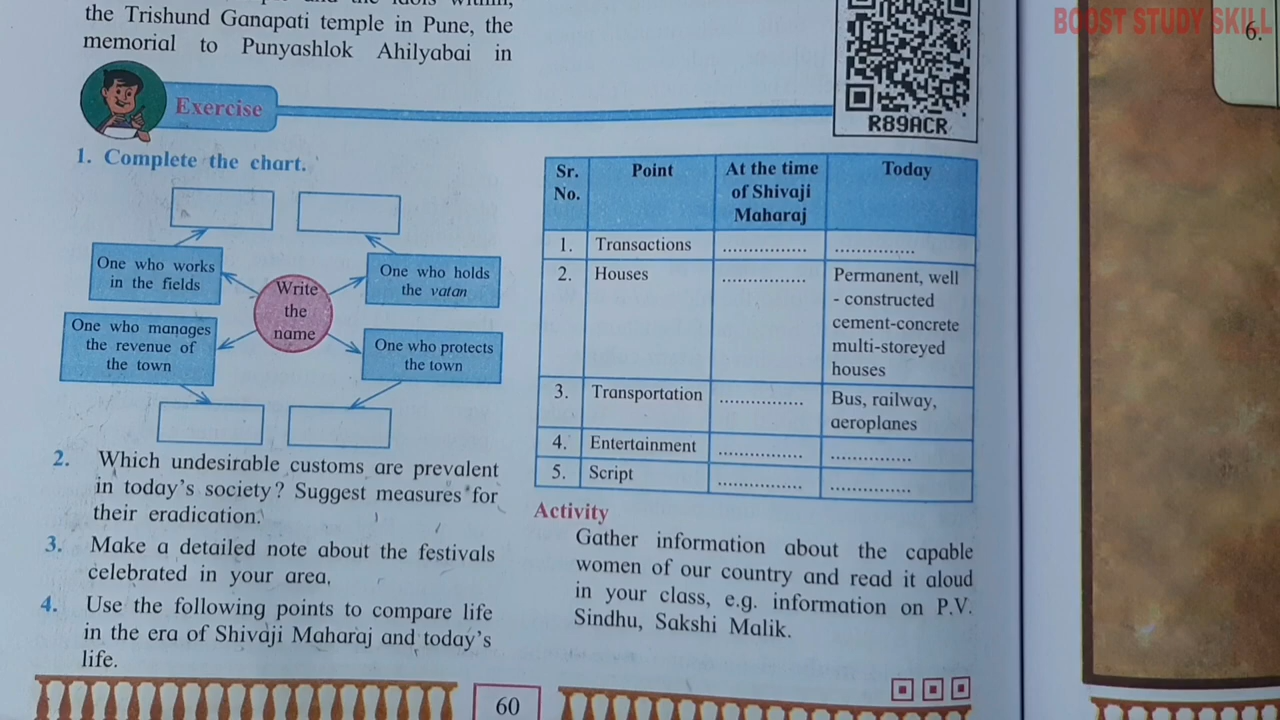 the Trishund Ganapati temple in Pune, the
memorial to Punyashlok Ahilyabai in
R89ACR
BOOST STUDY SKILL
6.
Exercise
1. Complete the chart.
One who works
in the fields
One who holds
the vatan
Write
the
name
One who manages
the revenue of
the town
One who protects
the town
2. Which undesirable customs are prevalent
in today's society? Suggest measures for
their eradication.
3. Make a detailed note about the festivals
celebrated in your area.
4. Use the following points to compare life
in the era of Shivaji Maharaj and today's
life.
Sr. No. Point At the time of Shivaji Maharaj Today
1. Transactions ................ ...............
2. Houses ................ Permanent, well
- constructed
cement-concrete
multi-storeyed
houses
3. Transportation ................ Bus, railway,
aeroplanes
4. Entertainment ................ ...............
5. Script ................ ...............
Activity
Gather information about the capable
women of our country and read it aloud
in your class, e.g. information on P.V.
Sindhu, Sakshi Malik.
60